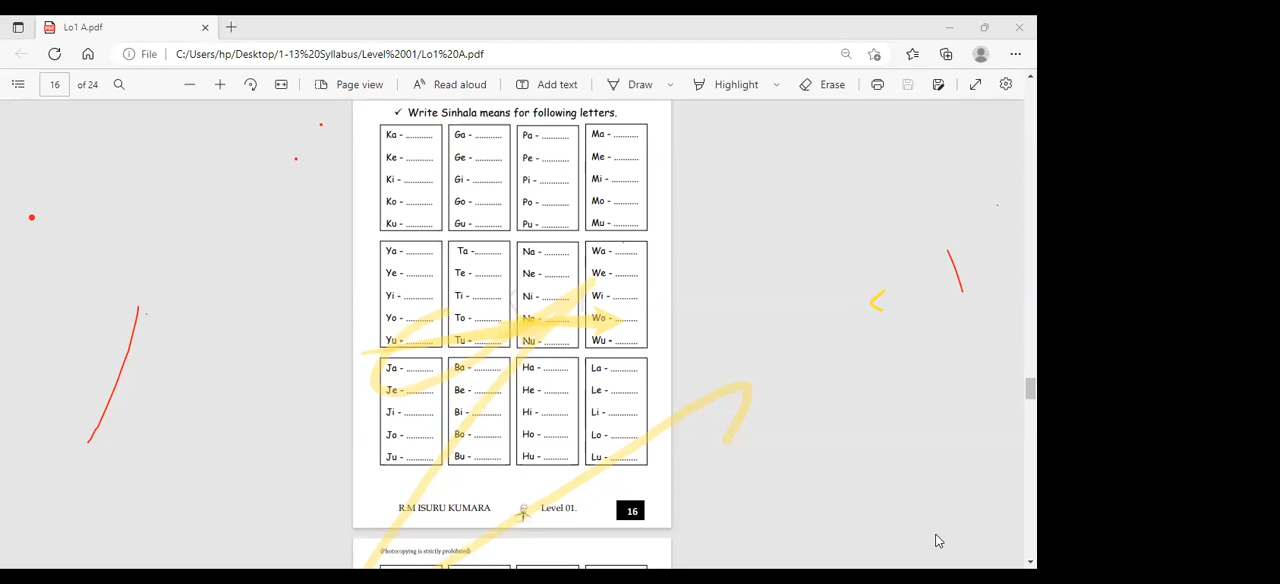 Lo1 A.pdf
File C:/Users/hp/Desktop/1-13%20Syllabus/Level%2001/Lo1%20A.pdf
16 of 24 Page view Read aloud Add text Draw Highlight Erase
✓ Write Sinhala means for following letters.
Ka - ............ Ga - ............ Pa - ............ Ma - ............
Ke - ............ Ge - ............ Pe - ............ Me - ............
Ki - ............ Gi - ............ Pi - ............ Mi - ............
Ko - ............ Go - ............ Po - ............ Mo - ............
Ku - ............ Gu - ............ Pu - ............ Mu - ............
Ya - ............ Ta - ............ Na - ............ Wa - ............
Ye - ............ Te - ............ Ne - ............ We - ............
Yi - ............ Ti - ............ Ni - ............ Wi - ............
Yo - ............ To - ............ No - ............ Wo - ............
Yu - ............ Tu - ............ Nu - ............ Wu - ............
Ja - ............ Ba - ............ Ha - ............ La - ............
Je - ............ Be - ............ He - ............ Le - ............
Ji - ............ Bi - ............ Hi - ............ Li - ............
Jo - ............ Bo - ............ Ho - ............ Lo - ............
Ju - ............ Bu - ............ Hu - ............ Lu - ............
R.M ISURU KUMARA Level 01. 16
(Photocopying is strictly prohibited)